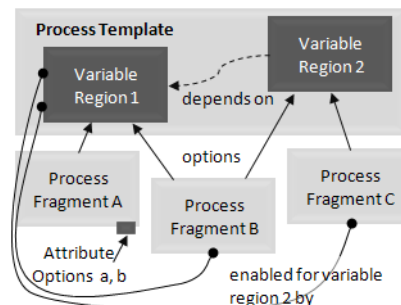 Process Template
Variable
Region 1
Variable
Region 2
depends on
options
Process
Fragment A
Process
Fragment B
Process
Fragment C
Attribute
Options a, b
enabled for variable
region 2 by